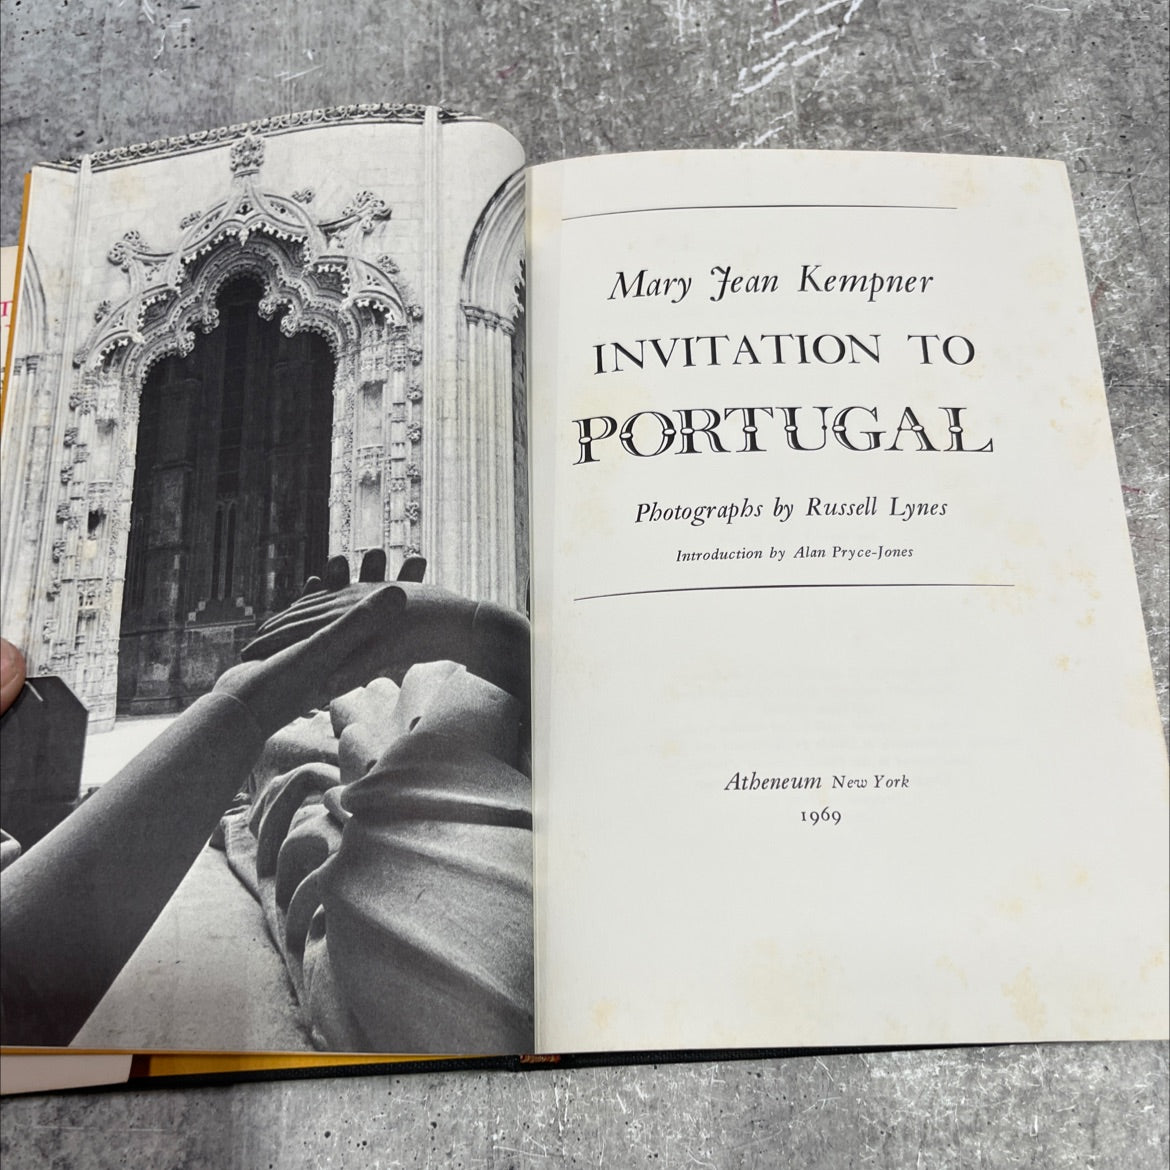 Mary Jean Kempner
INVITATION TO
PORTUGAL
Photographs by Russell Lynes
Introduction by Alan Pryce-Jones
Atheneum New York
1969